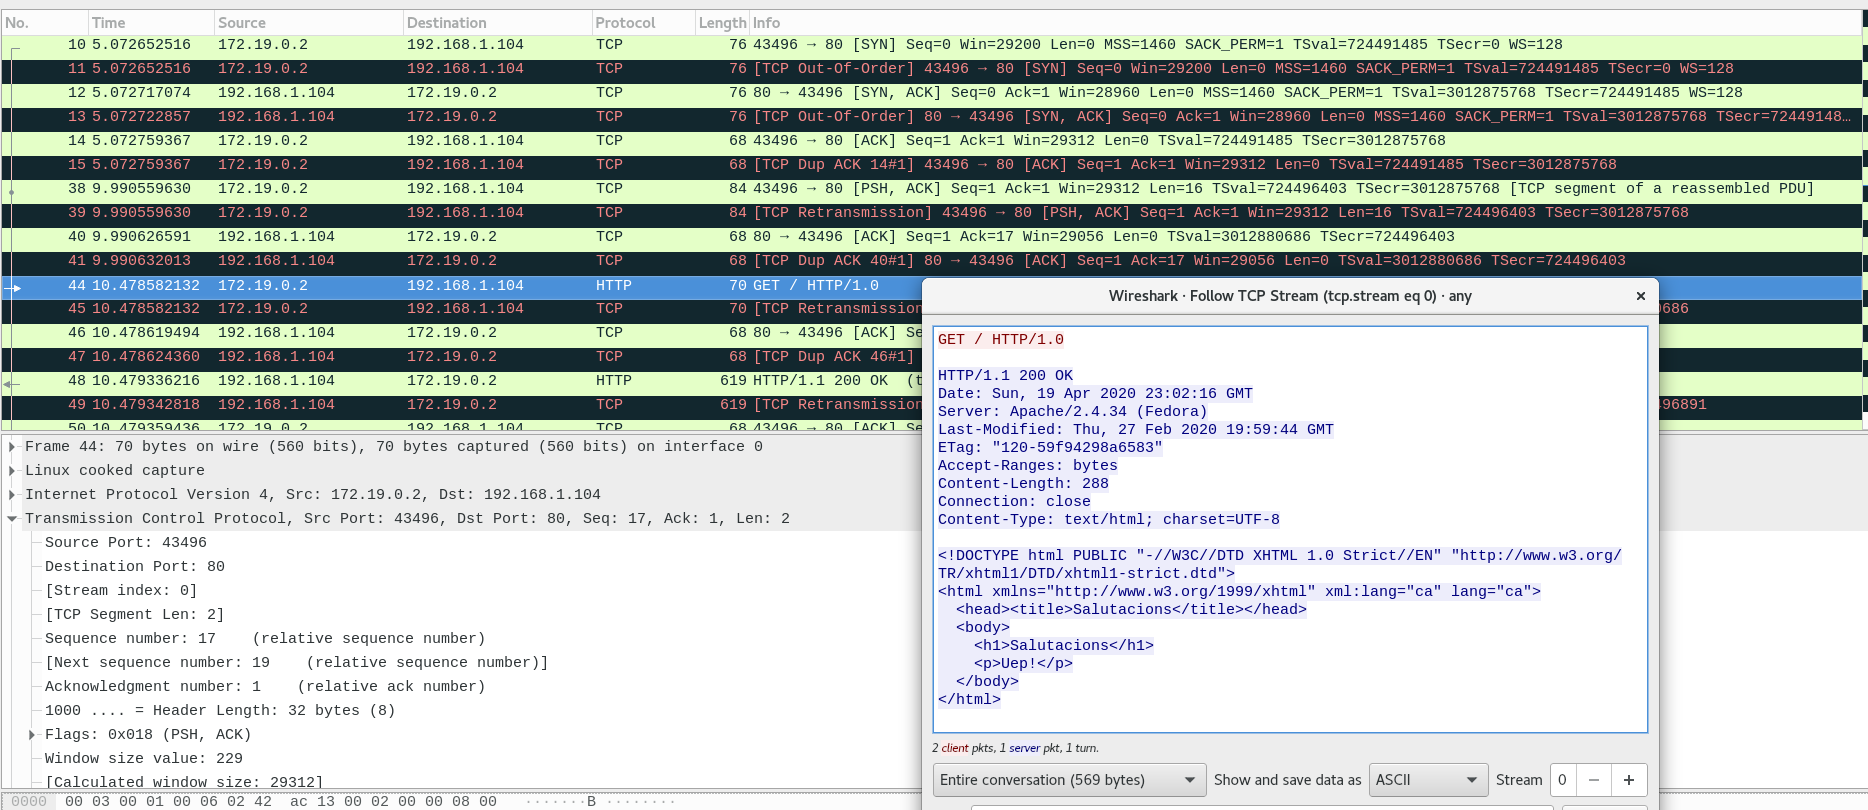 No. Time Source Destination Protocol Length Info
10 5.072652516 172.19.0.2 192.168.1.104 TCP 76 43496 → 80 [SYN] Seq=0 Win=29200 Len=0 MSS=1460 SACK_PERM=1 TSval=724491485 TSecr=0 WS=128
11 5.072652516 172.19.0.2 192.168.1.104 TCP 76 [TCP Out-Of-Order] 43496 → 80 [SYN] Seq=0 Win=29200 Len=0 MSS=1460 SACK_PERM=1 TSval=724491485 TSecr=0 WS=128
12 5.072717074 192.168.1.104 172.19.0.2 TCP 76 80 → 43496 [SYN, ACK] Seq=0 Ack=1 Win=28960 Len=0 MSS=1460 SACK_PERM=1 TSval=3012875768 TSecr=724491485 WS=128
13 5.072722857 192.168.1.104 172.19.0.2 TCP 76 [TCP Out-Of-Order] 80 → 43496 [SYN, ACK] Seq=0 Ack=1 Win=28960 Len=0 MSS=1460 SACK_PERM=1 TSval=3012875768 TSecr=72449148…
14 5.072759367 172.19.0.2 192.168.1.104 TCP 68 43496 → 80 [ACK] Seq=1 Ack=1 Win=29312 Len=0 TSval=724491485 TSecr=3012875768
15 5.072759367 172.19.0.2 192.168.1.104 TCP 68 [TCP Dup ACK 14#1] 43496 → 80 [ACK] Seq=1 Ack=1 Win=29312 Len=0 TSval=724491485 TSecr=3012875768
38 9.990559630 172.19.0.2 192.168.1.104 TCP 84 43496 → 80 [PSH, ACK] Seq=1 Ack=1 Win=29312 Len=16 TSval=724496403 TSecr=3012875768 [TCP segment of a reassembled PDU]
39 9.990559630 172.19.0.2 192.168.1.104 TCP 84 [TCP Retransmission] 43496 → 80 [PSH, ACK] Seq=1 Ack=1 Win=29312 Len=16 TSval=724496403 TSecr=3012875768
40 9.990626591 192.168.1.104 172.19.0.2 TCP 68 80 → 43496 [ACK] Seq=1 Ack=17 Win=29056 Len=0 TSval=3012880686 TSecr=724496403
41 9.990632013 192.168.1.104 172.19.0.2 TCP 68 [TCP Dup ACK 40#1] 80 → 43496 [ACK] Seq=1 Ack=17 Win=29056 Len=0 TSval=3012880686 TSecr=724496403
44 10.478582132 172.19.0.2 192.168.1.104 HTTP 70 GET / HTTP/1.0
45 10.478582132 172.19.0.2 192.168.1.104 TCP 70 [TCP Retransmission 0686
46 10.478619494 192.168.1.104 172.19.0.2 TCP 68 80 → 43496 [ACK] Se
47 10.478624360 192.168.1.104 172.19.0.2 TCP 68 [TCP Dup ACK 46#1]
48 10.479336216 192.168.1.104 172.19.0.2 HTTP 619 HTTP/1.1 200 OK (t
49 10.479342818 192.168.1.104 172.19.0.2 TCP 619 [TCP Retransmission 96891
50 10.479359436 172.19.0.2 192.168.1.104 TCP 68 43496 → 80 [ACK] Se
Frame 44: 70 bytes on wire (560 bits), 70 bytes captured (560 bits) on interface 0
Linux cooked capture
Internet Protocol Version 4, Src: 172.19.0.2, Dst: 192.168.1.104
Transmission Control Protocol, Src Port: 43496, Dst Port: 80, Seq: 17, Ack: 1, Len: 2
Source Port: 43496
Destination Port: 80
[Stream index: 0]
[TCP Segment Len: 2]
Sequence number: 17 (relative sequence number)
[Next sequence number: 19 (relative sequence number)]
Acknowledgment number: 1 (relative ack number)
1000 .... = Header Length: 32 bytes (8)
Flags: 0x018 (PSH, ACK)
Window size value: 229
[Calculated window size: 29312]
0000 00 03 00 01 00 06 02 42 ac 13 00 02 00 00 08 00 ·······B ········
Wireshark · Follow TCP Stream (tcp.stream eq 0) · any
GET / HTTP/1.0
HTTP/1.1 200 OK
Date: Sun, 19 Apr 2020 23:02:16 GMT
Server: Apache/2.4.34 (Fedora)
Last-Modified: Thu, 27 Feb 2020 19:59:44 GMT
ETag: "120-59f94298a6583"
Accept-Ranges: bytes
Content-Length: 288
Connection: close
Content-Type: text/html; charset=UTF-8
<!DOCTYPE html PUBLIC "-//W3C//DTD XHTML 1.0 Strict//EN" "http://www.w3.org/
TR/xhtml1/DTD/xhtml1-strict.dtd">
<html xmlns="http://www.w3.org/1999/xhtml" xml:lang="ca" lang="ca">
<head><title>Salutacions</title></head>
<body>
<h1>Salutacions</h1>
<p>Uep!</p>
</body>
</html>
2 client pkts, 1 server pkt, 1 turn.
Entire conversation (569 bytes) Show and save data as ASCII Stream 0 − +